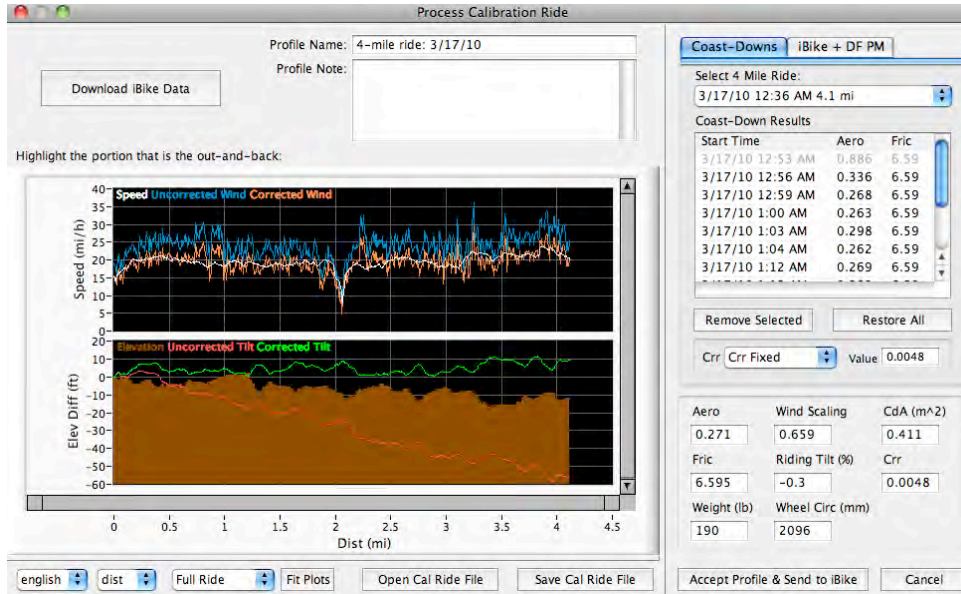 Process Calibration Ride
Profile Name: 4-mile ride: 3/17/10
Download iBike Data
Profile Note:
Highlight the portion that is the out-and-back:
Speed Uncorrected Wind Corrected Wind
Speed (mi/h)
40
35
30
25
20
15
10
5
0
Elevation Uncorrected Tilt Corrected Tilt
Elev Diff (ft)
20
10
0
-10
-20
-30
-40
-50
-60
0 0.5 1 1.5 2 2.5 3 3.5 4 4.5
Dist (mi)
english dist Full Ride Fit Plots Open Cal Ride File Save Cal Ride File
Coast-Downs iBike + DF PM
Select 4 Mile Ride:
3/17/10 12:36 AM 4.1 mi
Coast-Down Results
Start Time Aero Fric
3/17/10 12:53 AM 0.886 6.59
3/17/10 12:56 AM 0.336 6.59
3/17/10 12:59 AM 0.268 6.59
3/17/10 1:00 AM 0.263 6.59
3/17/10 1:03 AM 0.298 6.59
3/17/10 1:04 AM 0.262 6.59
3/17/10 1:12 AM 0.269 6.59
Remove Selected Restore All
Crr Crr Fixed Value 0.0048
Aero Wind Scaling CdA (m^2)
0.271 0.659 0.411
Fric Riding Tilt (%) Crr
6.595 -0.3 0.0048
Weight (lb) Wheel Circ (mm)
190 2096
Accept Profile & Send to iBike Cancel